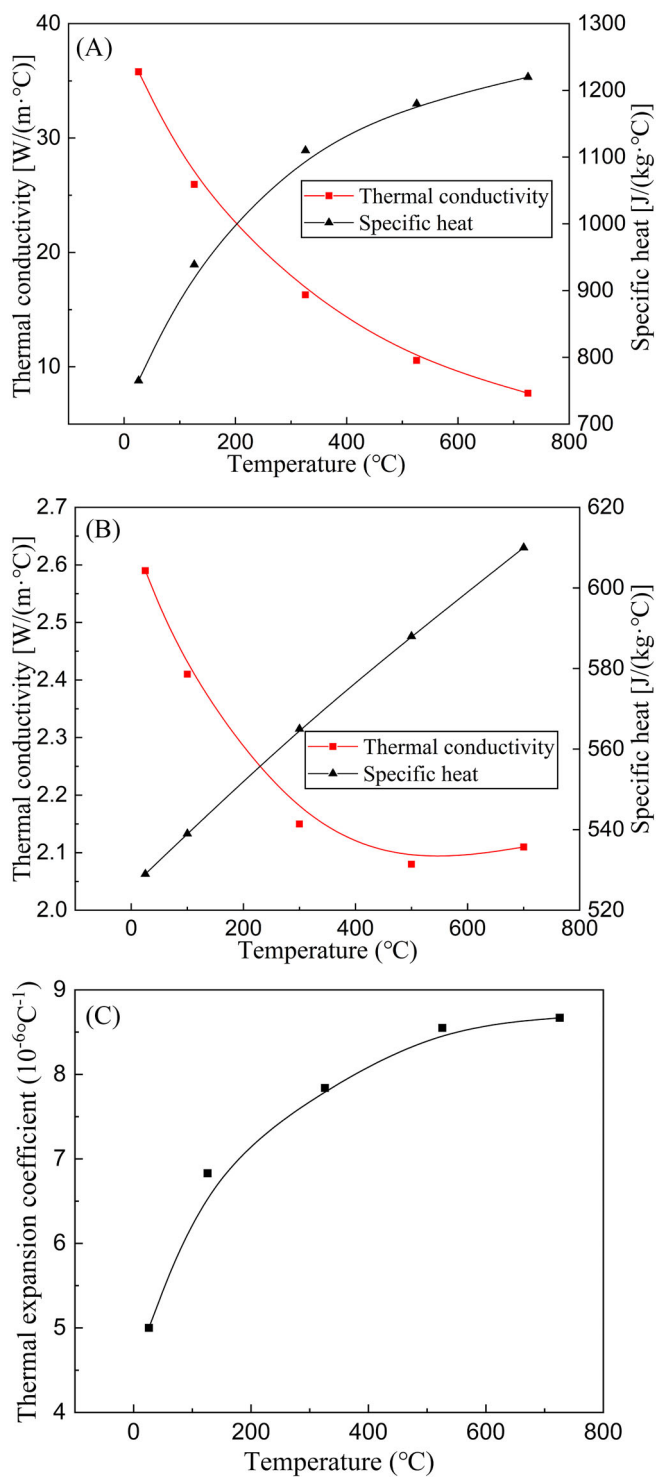 (A)
Thermal conductivity [W/(m·℃)]
40
30
20
10
Specific heat [J/(kg·℃)]
1300
1200
1100
1000
900
800
700
Thermal conductivity
Specific heat
0 200 400 600 800
Temperature (℃)
(B)
Thermal conductivity [W/(m·℃)]
2.7
2.6
2.5
2.4
2.3
2.2
2.1
2.0
Specific heat [J/(kg·℃)]
620
600
580
560
540
520
Thermal conductivity
Specific heat
0 200 400 600 800
Temperature (℃)
(C)
Thermal expansion coefficient (10⁻⁶℃⁻¹)
9
8
7
6
5
4
0 200 400 600 800
Temperature (℃)